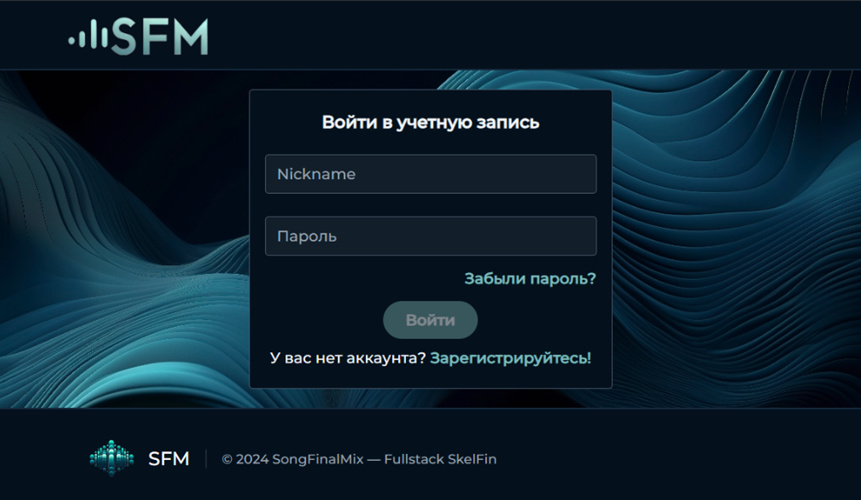 SFM
Войти в учетную запись
Nickname
Пароль
Забыли пароль?
Войти
У вас нет аккаунта? Зарегистрируйтесь!
SFM © 2024 SongFinalMix — Fullstack SkelFin